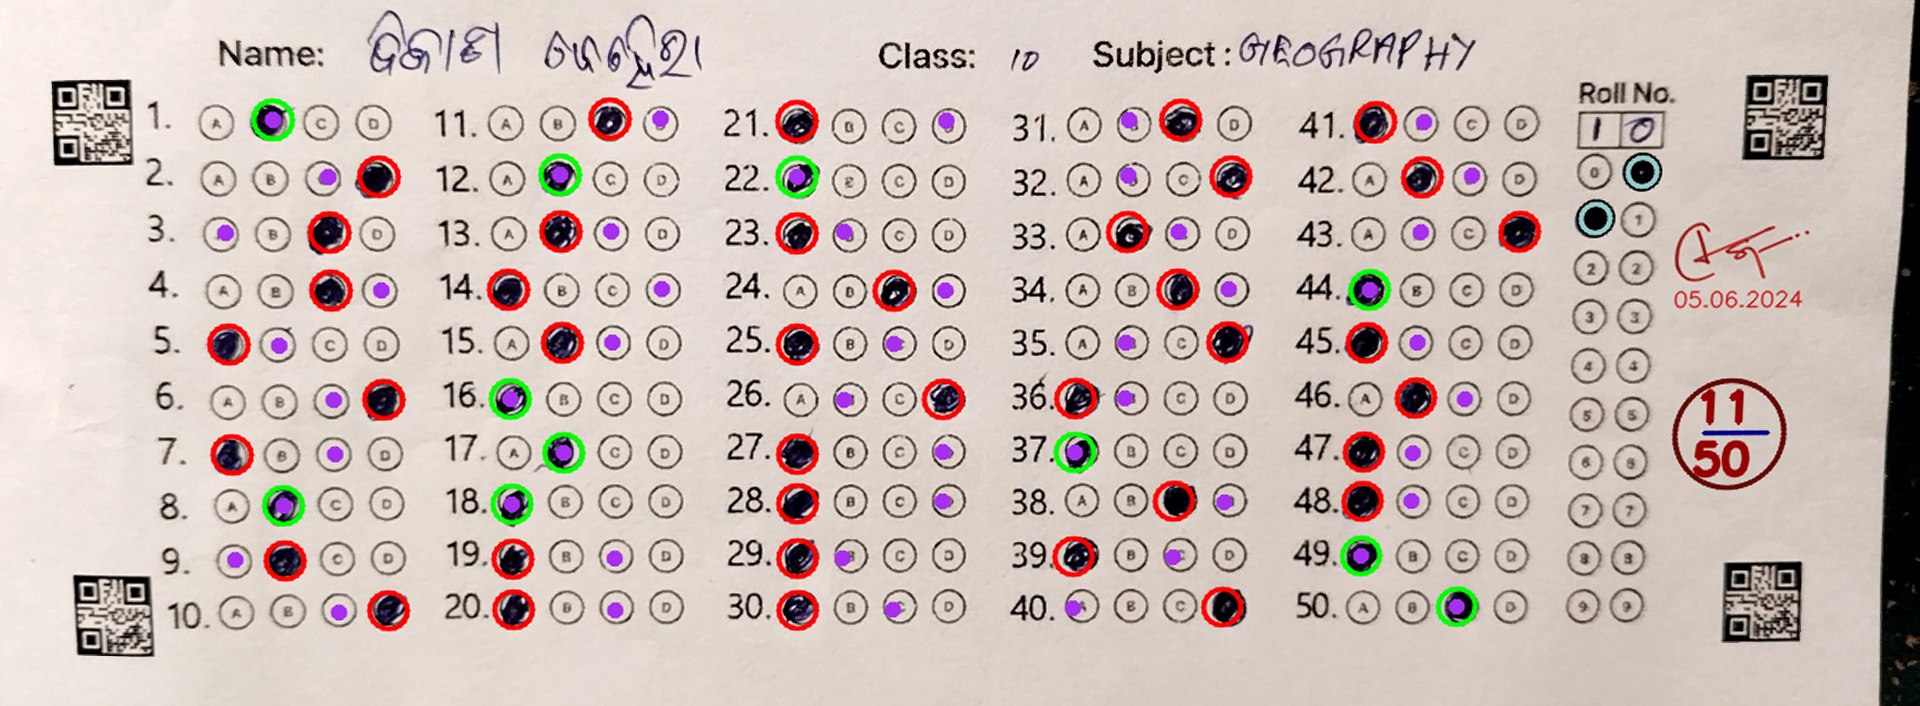 Name: Class: 10 Subject: GEOGRAPHY
Roll No.
1 0
1. A C D 11. A B 21. B C 31. A D 41. C D
2. A B 12. A C D 22. B C D 32. A C 42. A D
3. B D 13. A D 23. C D 33. A D 43. A C
4. A B 14. B C 24. A B 34. A B 44. B C D
5. C D 15. A D 25. B D 35. A C 45. C D
6. A B 16. B C D 26. A C 36. C D 46. A D
7. B D 17. A C D 27. B C 37. B C D 47. C D
8. A C D 18. B C D 28. B C 38. A B 48. C D
9. C D 19. B D 29. C D 39. B D 49. B C D
10. A B 20. B D 30. B D 40. B C 50. A B D
0
1
2 2
3 3
4 4
5 5
6 6
7 7
8 8
9 9
05.06.2024
11
50